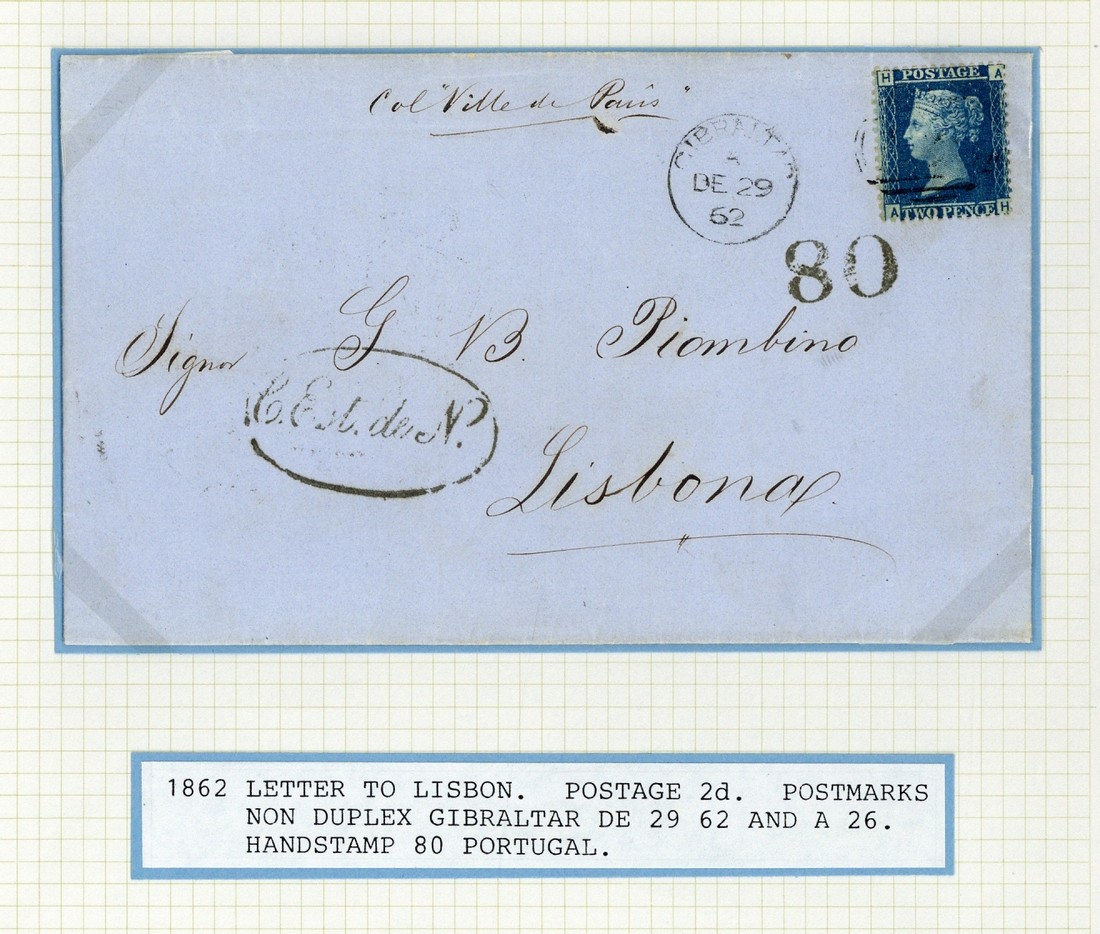 Col "Ville de Paris"
H POSTAGE A
A TWO PENCE H
GIBRALTAR
A
DE 29
62
80
Signor G. B. Piombino
C. Est. de N.
Lisbona
1862 LETTER TO LISBON. POSTAGE 2d. POSTMARKS
NON DUPLEX GIBRALTAR DE 29 62 AND A 26.
HANDSTAMP 80 PORTUGAL.